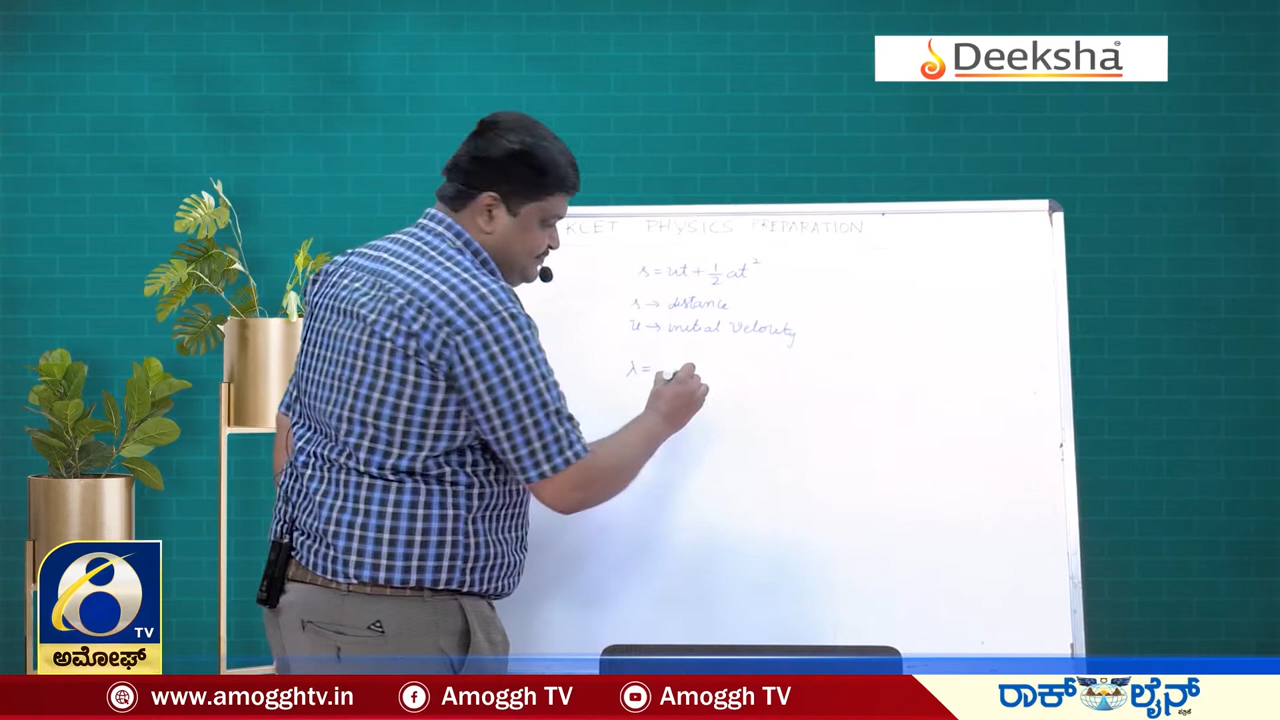 Deeksha
KCET PHYSICS PREPARATION
s = ut + 1/2 at²
s → distance
u → initial velocity
λ =
TV
ಅಮೋಘ್
www.amogghtv.in
Amoggh TV
Amoggh TV
ರಾಕ್ ಲೈನ್